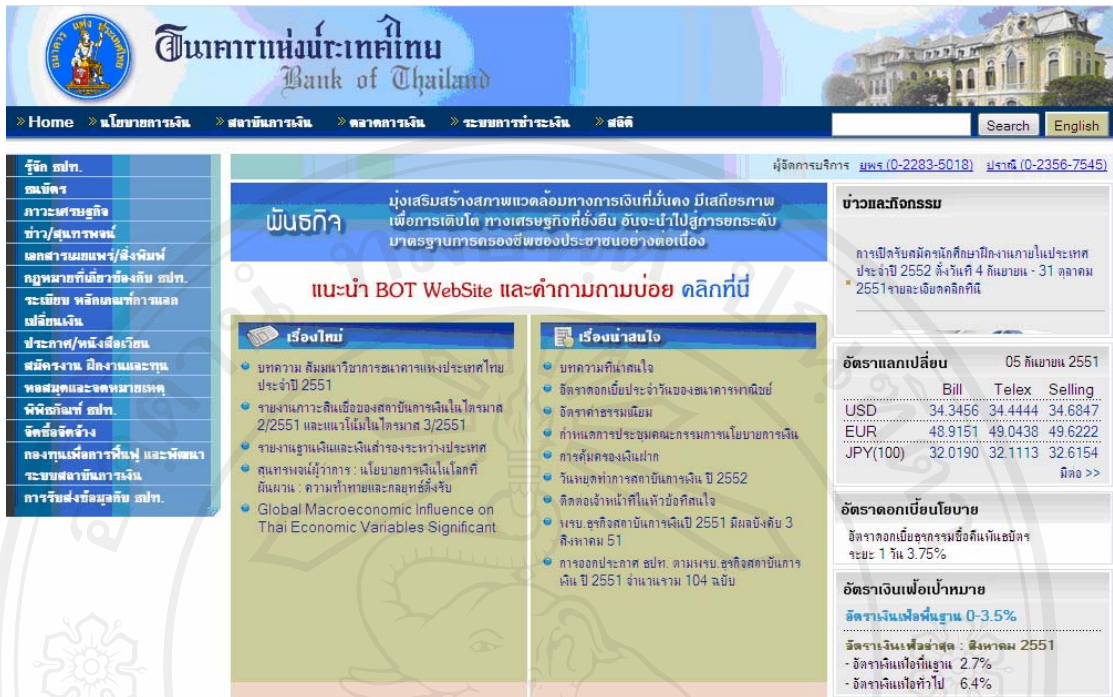 ธนาคารแห่งประเทศไทย
Bank of Thailand
Home นโยบายการเงิน สถาบันการเงิน ตลาดการเงิน ระบบการชำระเงิน สถิติ
Search English
รู้จัก ธปท.
ธนบัตร
ภาวะเศรษฐกิจ
ข่าว/สุนทรพจน์
เอกสารเผยแพร่/สิ่งพิมพ์
กฎหมายที่เกี่ยวข้องกับ ธปท.
ระเบียบ หลักเกณฑ์การแลก
เปลี่ยนเงิน
ประกาศ/หนังสือเวียน
สมัครงาน ฝึกงานและทุน
หอสมุดและจดหมายเหตุ
พิพิธภัณฑ์ ธปท.
จัดซื้อจัดจ้าง
กองทุนเพื่อการฟื้นฟู และพัฒนา
ระบบสถาบันการเงิน
การรับส่งข้อมูลกับ ธปท.
ผู้จัดการบริการ ยพร (0-2283-5018) ปราณี (0-2356-7545)
พันธกิจ
มุ่งเสริมสร้างสภาพแวดล้อมทางการเงินที่มั่นคง มีเสถียรภาพ
เพื่อการเติบโต ทางเศรษฐกิจที่ยั่งยืน อันจะนำไปสู่การยกระดับ
มาตรฐานการครองชีพของประชาชนอย่างต่อเนื่อง
แนะนำ BOT WebSite และคำถามถามบ่อย คลิกที่นี่
เรื่องใหม่
บทความ สัมมนาวิชาการธนาคารแห่งประเทศไทย
ประจำปี 2551
รายงานภาวะสินเชื่อของสถาบันการเงินในไตรมาส
2/2551 และแนวโน้มในไตรมาส 3/2551
รายงานฐานเงินและเงินสำรองระหว่างประเทศ
สุนทรพจน์ผู้ว่าการ : นโยบายการเงินในโลกที่
ผันผวน : ความท้าทายและกลยุทธ์ตั้งรับ
Global Macroeconomic Influence on
Thai Economic Variables Significant
เรื่องน่าสนใจ
บทความที่น่าสนใจ
อัตราดอกเบี้ยประจำวันของธนาคารพาณิชย์
อัตราค่าธรรมเนียม
กำหนดการประชุมคณะกรรมการนโยบายการเงิน
การคุ้มครองเงินฝาก
วันหยุดทำการสถาบันการเงิน ปี 2552
ติดต่อเจ้าหน้าที่ในหัวข้อที่สนใจ
พรบ.ธุรกิจสถาบันการเงินปี 2551 มีผลบังคับ 3
สิงหาคม 51
การออกประกาศ ธปท. ตามพรบ.ธุรกิจสถาบันการ
เงิน ปี 2551 จำนวนรวม 104 ฉบับ
ข่าวและกิจกรรม
การเปิดรับสมัครนักศึกษาฝึกงานภายในประเทศ
ประจำปี 2552 ตั้งวันที่ 4 กันยายน - 31 ตุลาคม
2551รายละเอียดคลิกที่นี่
อัตราแลกเปลี่ยน 05 กันยายน 2551
Bill Telex Selling
USD 34.3456 34.4444 34.6847
EUR 48.9151 49.0438 49.6222
JPY(100) 32.0190 32.1113 32.6154
มีต่อ >>
อัตราดอกเบี้ยนโยบาย
อัตราดอกเบี้ยธุรกรรมซื้อคืนพันธบัตร
ระยะ 1 วัน 3.75%
อัตราเงินเฟ้อเป้าหมาย
อัตราเงินเฟ้อพื้นฐาน 0-3.5%
อัตราเงินเฟ้อล่าสุด : สิงหาคม 2551
- อัตราเงินเฟ้อพื้นฐาน 2.7%
- อัตราเงินเฟ้อทั่วไป 6.4%